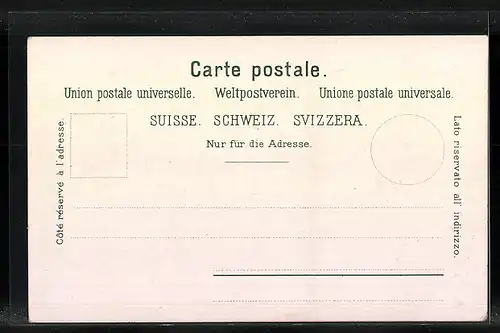 Carte postale.
Union postale universelle. Weltpostverein. Unione postale universale.
SUISSE. SCHWEIZ. SVIZZERA.
Nur für die Adresse.
Côté réservé à l'adresse.
Lato riservato all' indirizzo.